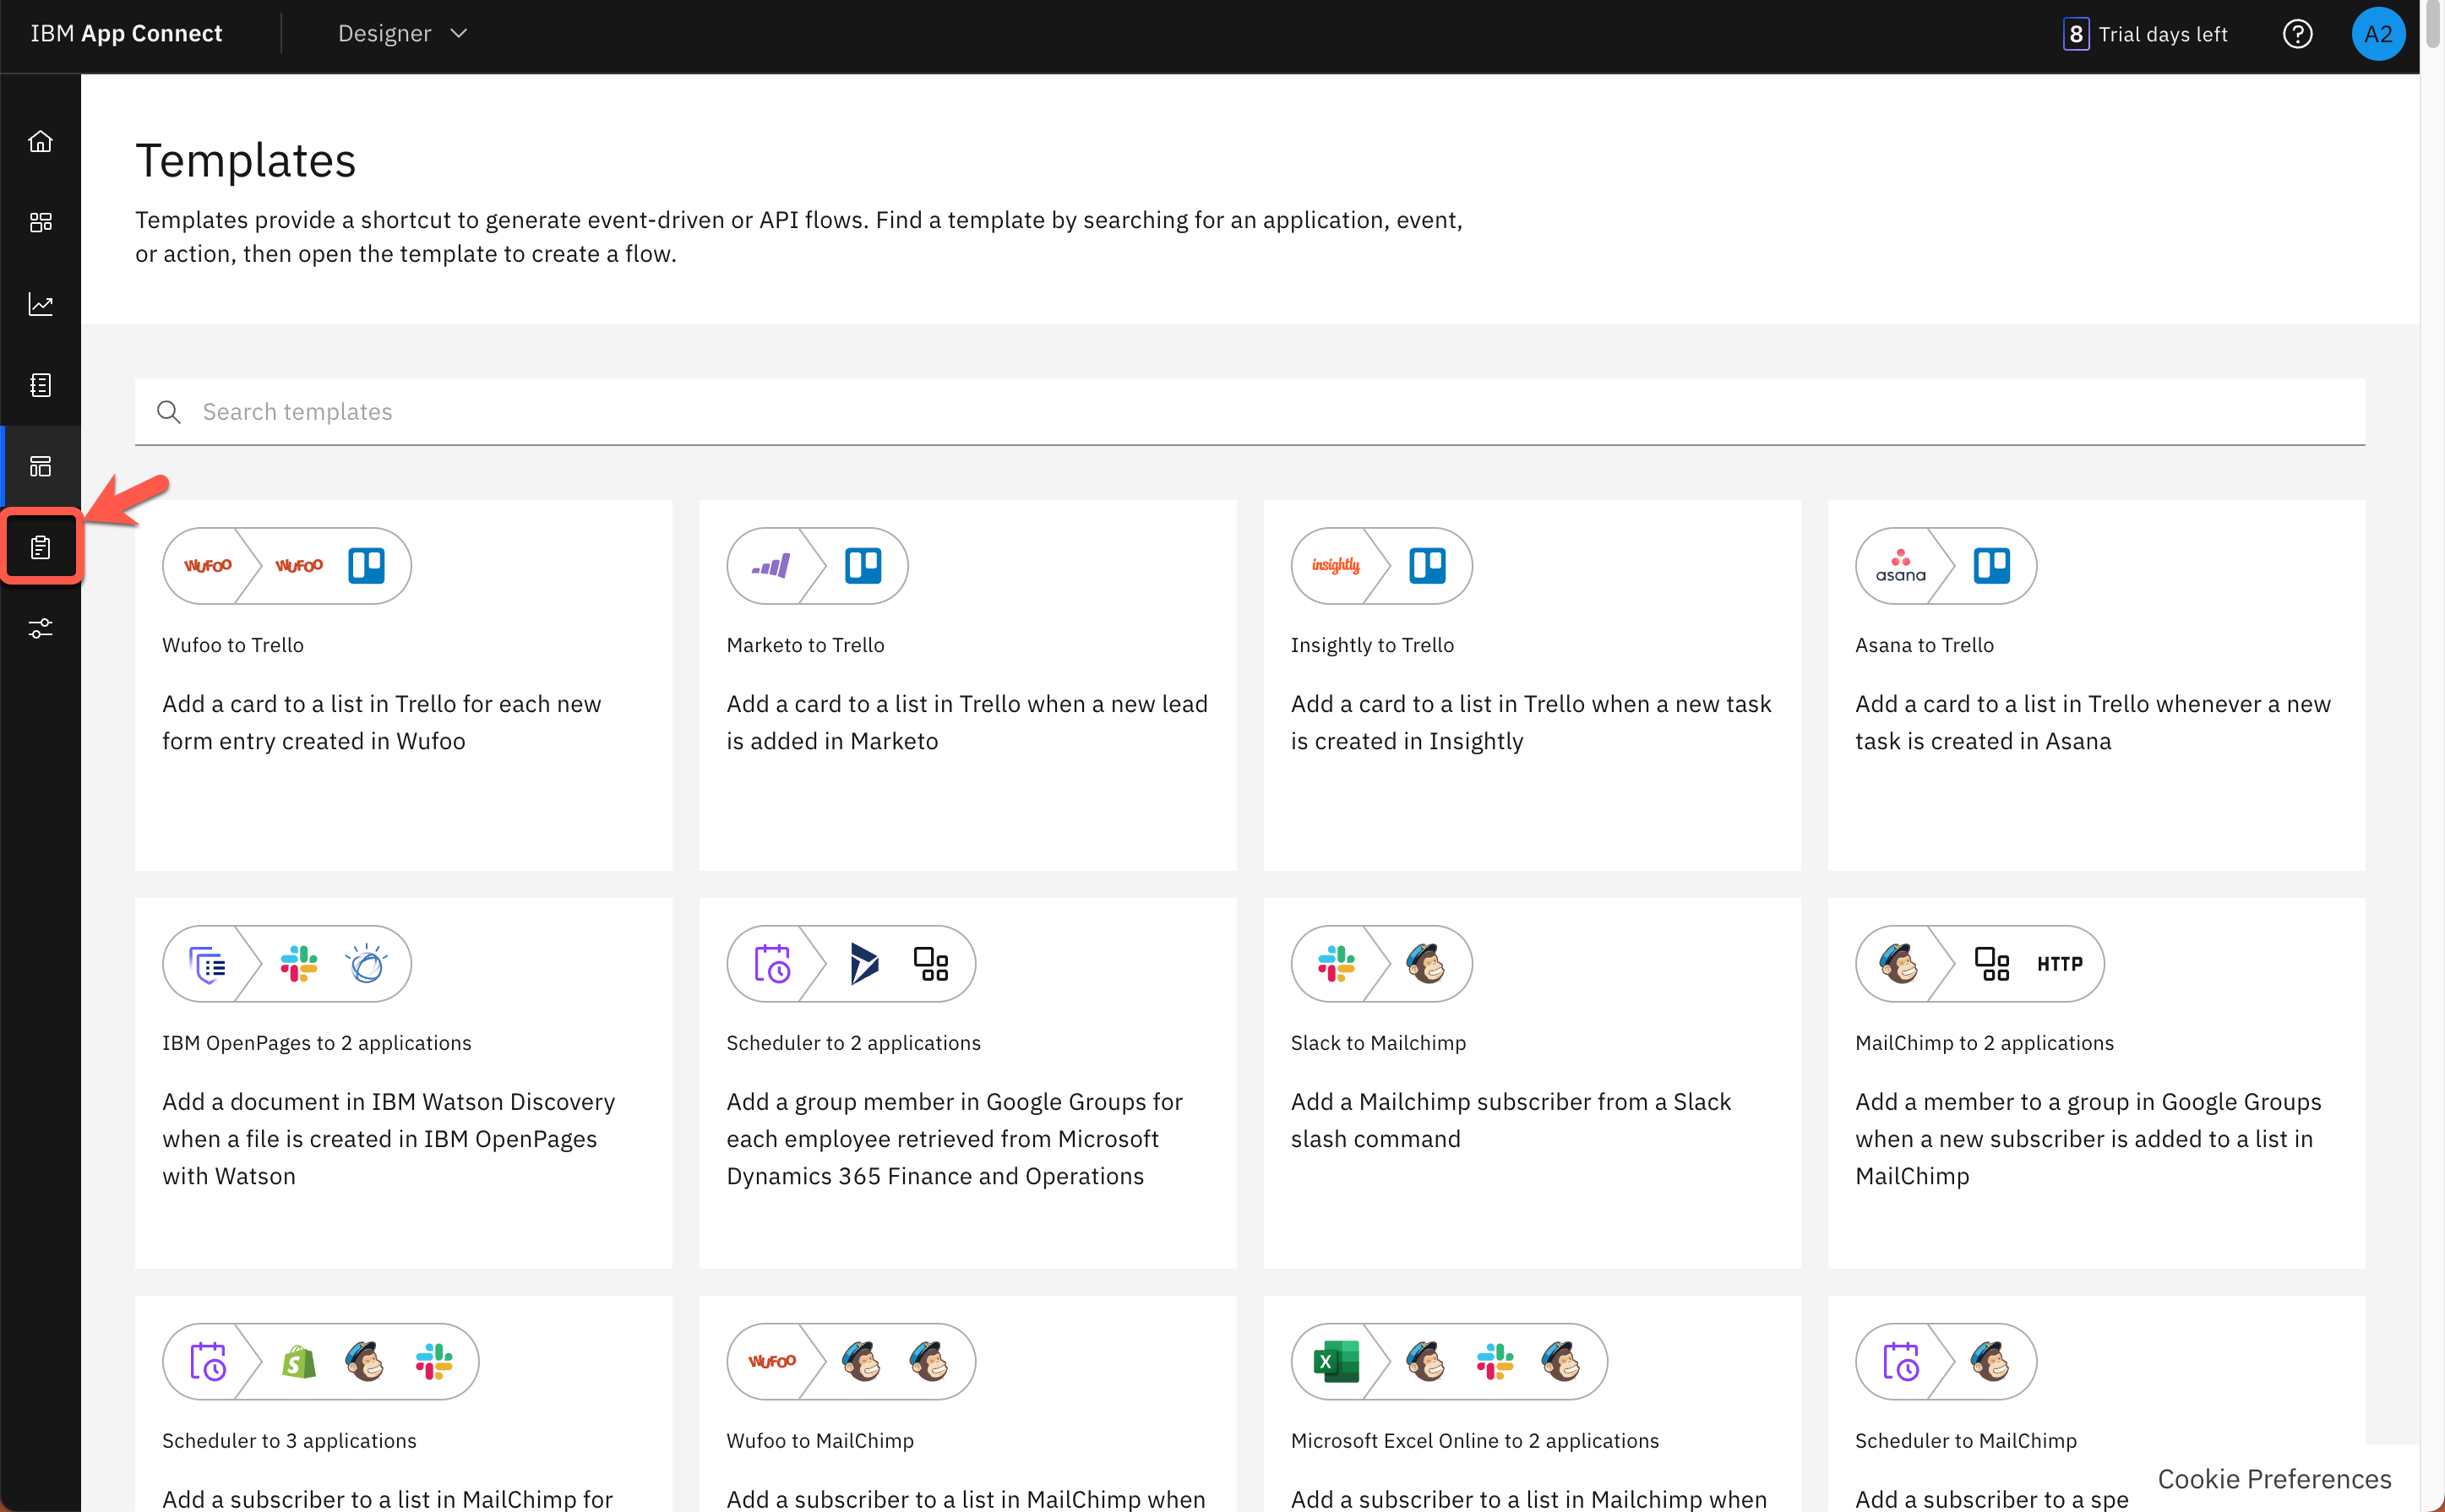 IBM App Connect
Designer
8 Trial days left
A2
Templates
Templates provide a shortcut to generate event-driven or API flows. Find a template by searching for an application, event,
or action, then open the template to create a flow.
Search templates
WUFOO
WUFOO
Wufoo to Trello
Add a card to a list in Trello for each new
form entry created in Wufoo
Marketo to Trello
Add a card to a list in Trello when a new lead
is added in Marketo
insightly
Insightly to Trello
Add a card to a list in Trello when a new task
is created in Insightly
asana
Asana to Trello
Add a card to a list in Trello whenever a new
task is created in Asana
IBM OpenPages to 2 applications
Add a document in IBM Watson Discovery
when a file is created in IBM OpenPages
with Watson
Scheduler to 2 applications
Add a group member in Google Groups for
each employee retrieved from Microsoft
Dynamics 365 Finance and Operations
Slack to Mailchimp
Add a Mailchimp subscriber from a Slack
slash command
HTTP
MailChimp to 2 applications
Add a member to a group in Google Groups
when a new subscriber is added to a list in
MailChimp
Scheduler to 3 applications
Add a subscriber to a list in MailChimp for
WUFOO
Wufoo to MailChimp
Add a subscriber to a list in MailChimp when
X
Microsoft Excel Online to 2 applications
Add a subscriber to a list in Mailchimp when
Scheduler to MailChimp
Add a subscriber to a spe
Cookie Preferences